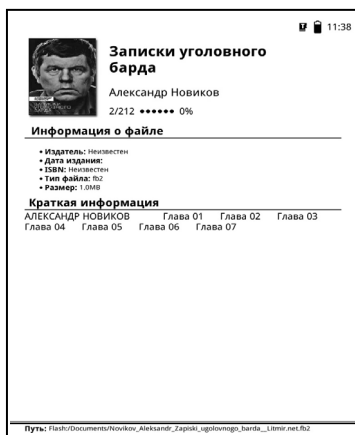 11:38
Записки уголовного
барда
Александр Новиков
2/212 •••••• 0%
Информация о файле
• Издатель: Неизвестен
• Дата издания:
• ISBN: Неизвестен
• Тип файла: fb2
• Размер: 1.0MB
Краткая информация
АЛЕКСАНДР НОВИКОВ Глава 01 Глава 02 Глава 03
Глава 04 Глава 05 Глава 06 Глава 07
Путь: Flash:/Documents/Novikov_Aleksandr_Zapiski_ugolovnogo_barda__Litmir.net.fb2